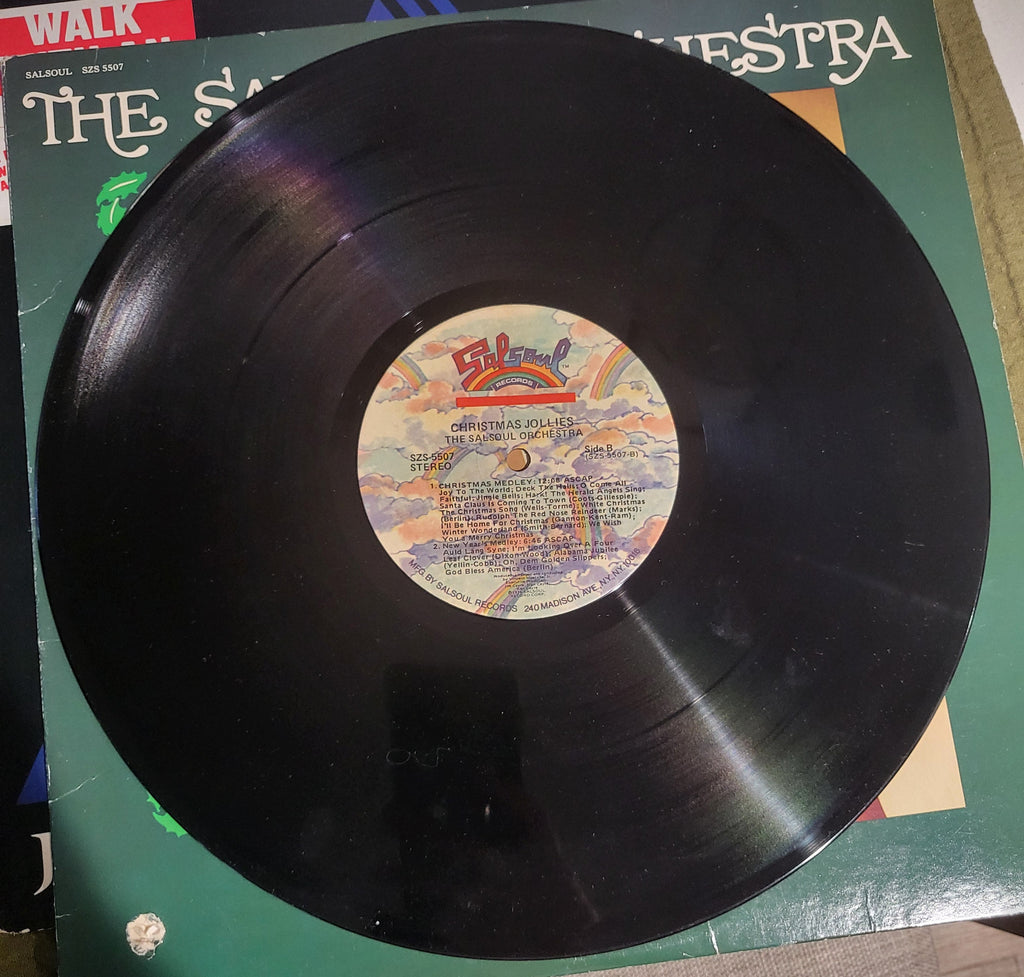 WALK
SALSOUL SZS 5507
THE SA HESTRA
Salsoul TM
RECORDS
CHRISTMAS JOLLIES
THE SALSOUL ORCHESTRA
SZS-5507 Side B
STEREO (SZS-5507-B)
1. CHRISTMAS MEDLEY: 12:08 ASCAP
Joy To The World; Deck The Halls; O Come All
Faithful; Jingle Bells; Hark! The Herald Angels Sing;
Santa Claus Is Coming To Town (Coots-Gillespie);
The Christmas Song (Wells-Torme); White Christmas
(Berlin); Rudolph The Red Nose Reindeer (Marks);
I'll Be Home For Christmas (Gannon-Kent-Ram);
Winter Wonderland (Smith-Bernard); We Wish
You a Merry Christmas
2. New Year's Medley: 6:46 ASCAP
Auld Lang Syne; I'm Looking Over A Four
Leaf Clover (Dixon-Woods); Alabama Jubilee
(Yellin-Cobb); Oh, Dem Golden Slippers;
God Bless America (Berlin)
MFG. BY SALSOUL RECORDS 240 MADISON AVE., N.Y. N.Y. 10016
J